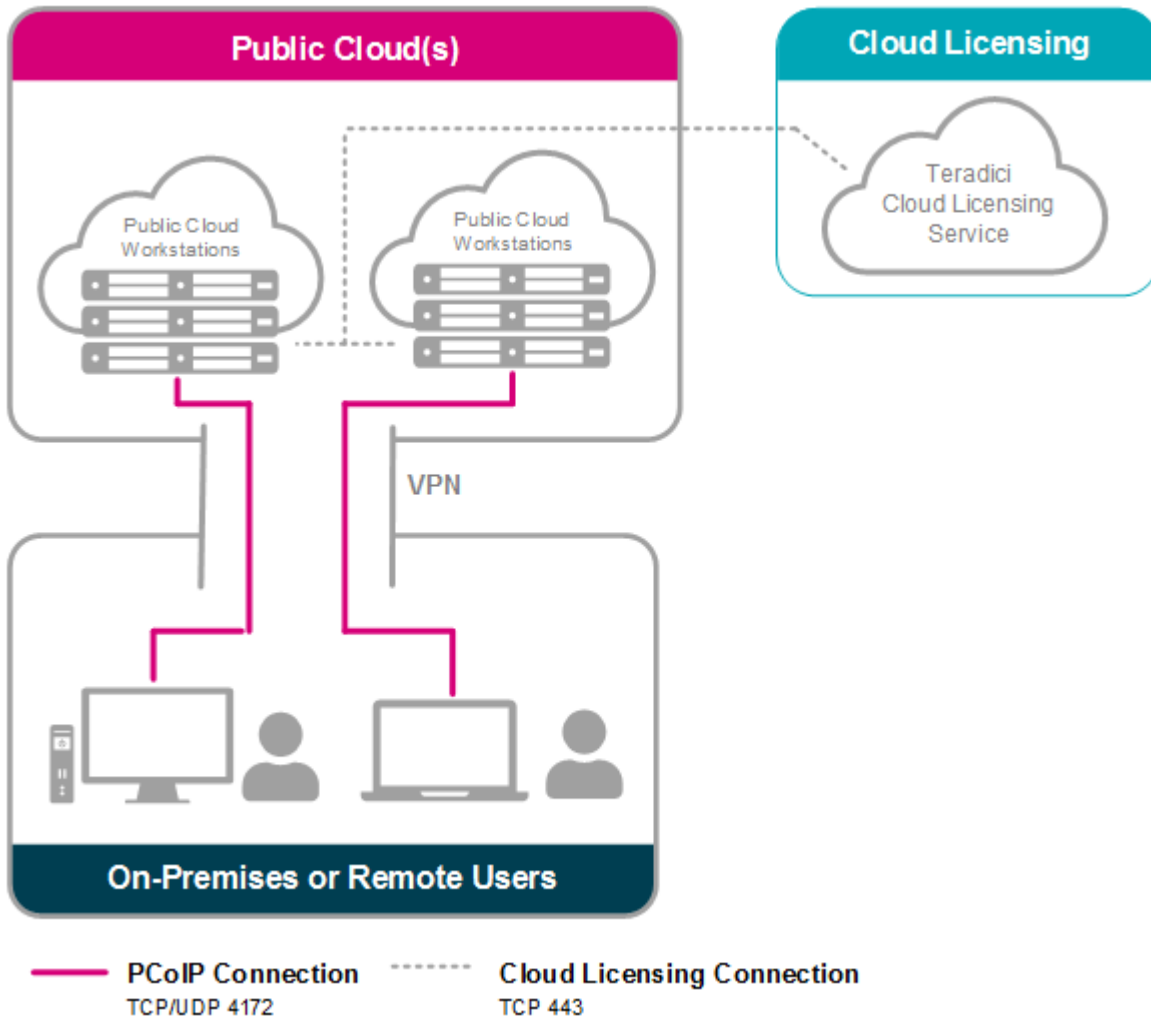 Public Cloud(s)
Cloud Licensing
Public Cloud
Workstations
Public Cloud
Workstations
Teradici
Cloud Licensing
Service
VPN
On-Premises or Remote Users
PCoIP Connection
TCP/UDP 4172
Cloud Licensing Connection
TCP 443